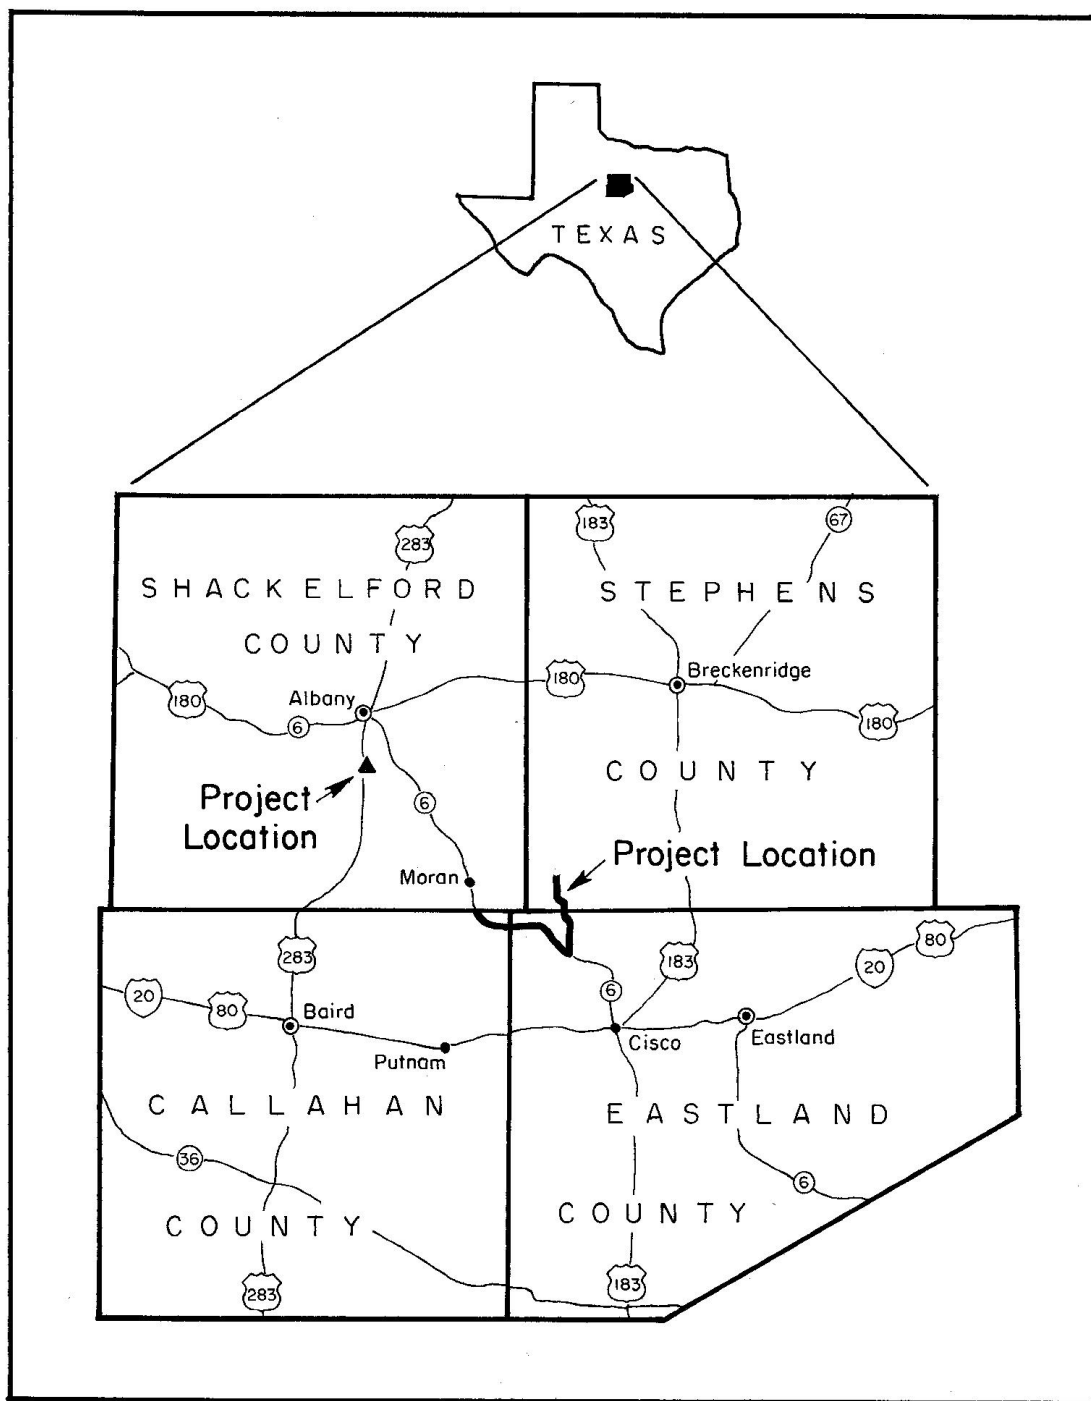 TEXAS
183
67
283
SHACKELFORD
COUNTY
STEPHENS
Breckenridge
180
180
Albany
6
180
COUNTY
Project
Location
6
Project Location
Moran
283
183
80
20
20
80
6
Baird
Cisco
Eastland
Putnam
CALLAHAN
EASTLAND
36
6
COUNTY
COUNTY
283
183